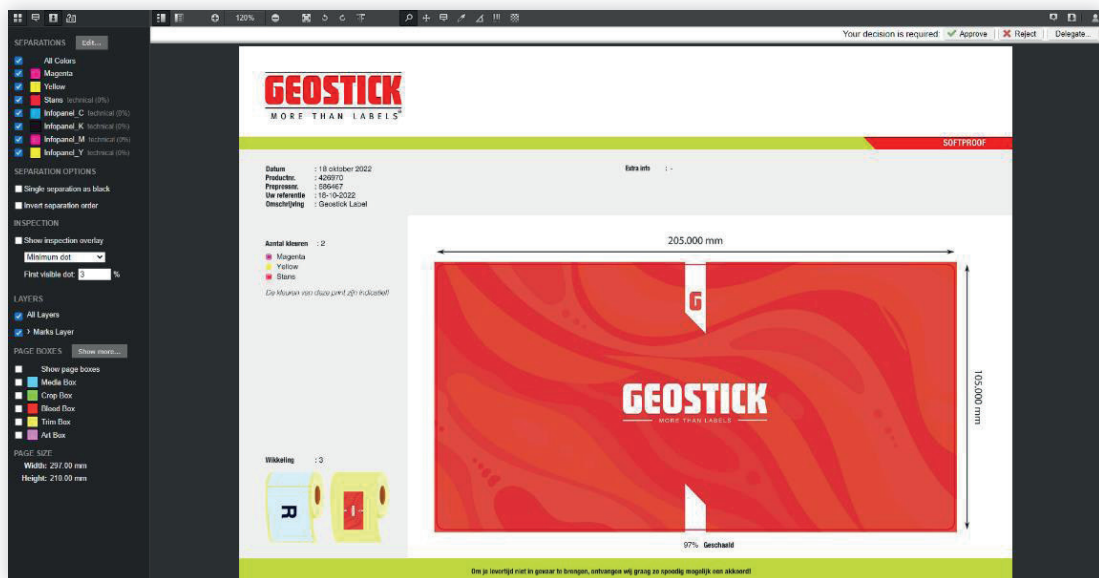 120%
Your decision is required: Approve Reject Delegate...
SEPARATIONS Edit...
All Colors
Magenta
Yellow
Stans technical (0%)
Infopanel_C technical (0%)
Infopanel_K technical (0%)
Infopanel_M technical (0%)
Infopanel_Y technical (0%)
SEPARATION OPTIONS
Single separation as black
Invert separation order
INSPECTION
Show inspection overlay
Minimum dot
First visible dot: 3 %
LAYERS
All Layers
Marks Layer
PAGE BOXES Show more...
Show page boxes
Media Box
Crop Box
Bleed Box
Trim Box
Art Box
PAGE SIZE
Width: 297.00 mm
Height: 210.00 mm
GEOSTICK
MORE THAN LABELS
SOFTPROOF
Datum : 18 oktober 2022
Productnr. : 426970
Prepressnr. : 686467
Uw referentie : 18-10-2022
Omschrijving : Geostick Label
Extra info : -
Aantal kleuren : 2
Magenta
Yellow
Stans
De kleuren van deze print zijn indicatief!
Wikkeling : 3
R
205.000 mm
G
GEOSTICK
MORE THAN LABELS
105.000 mm
97% Geschaald
Om je levertijd niet in gevaar te brengen, ontvangen wij graag zo spoedig mogelijk een akkoord!